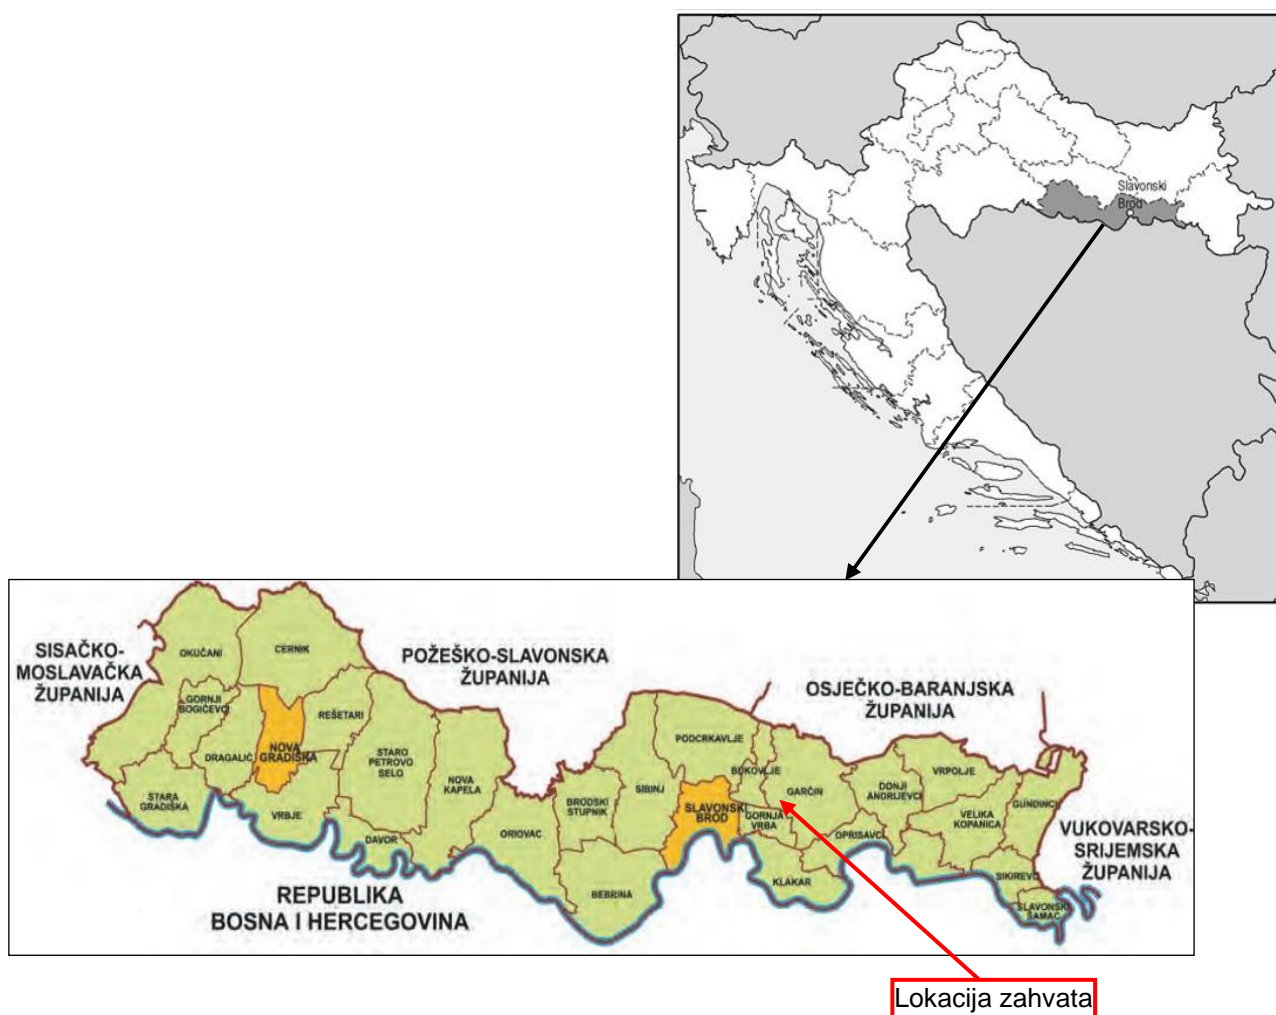 Slavonski
Brod
SISAČKO-
MOSLAVAČKA
ŽUPANIJA
OKUČANI
CERNIK
POŽEŠKO-SLAVONSKA
ŽUPANIJA
OSJEČKO-BARANJSKA
ŽUPANIJA
GORNJI
BOGIĆEVCI
REŠETARI
DRAGALIĆ
NOVA
GRADIŠKA
STARO
PETROVO
SELO
NOVA
KAPELA
STARA
GRADIŠKA
VRBJE
DAVOR
ORIOVAC
BRODSKI
STUPNIK
SIBINJ
PODCRKAVLJE
BUKOVLJE
GARČIN
SLAVONSKI
BROD
GORNJA
VRBA
DONJI
ANDRIJEVCI
VRPOLJE
VELIKA
KOPANICA
GUNDINCI
OPRISAVCI
KLAKAR
BEBRINA
SIKIREVCI
SLAVONSKI
ŠAMAC
VUKOVARSKO-
SRIJEMSKA
ŽUPANIJA
REPUBLIKA
BOSNA I HERCEGOVINA
Lokacija zahvata